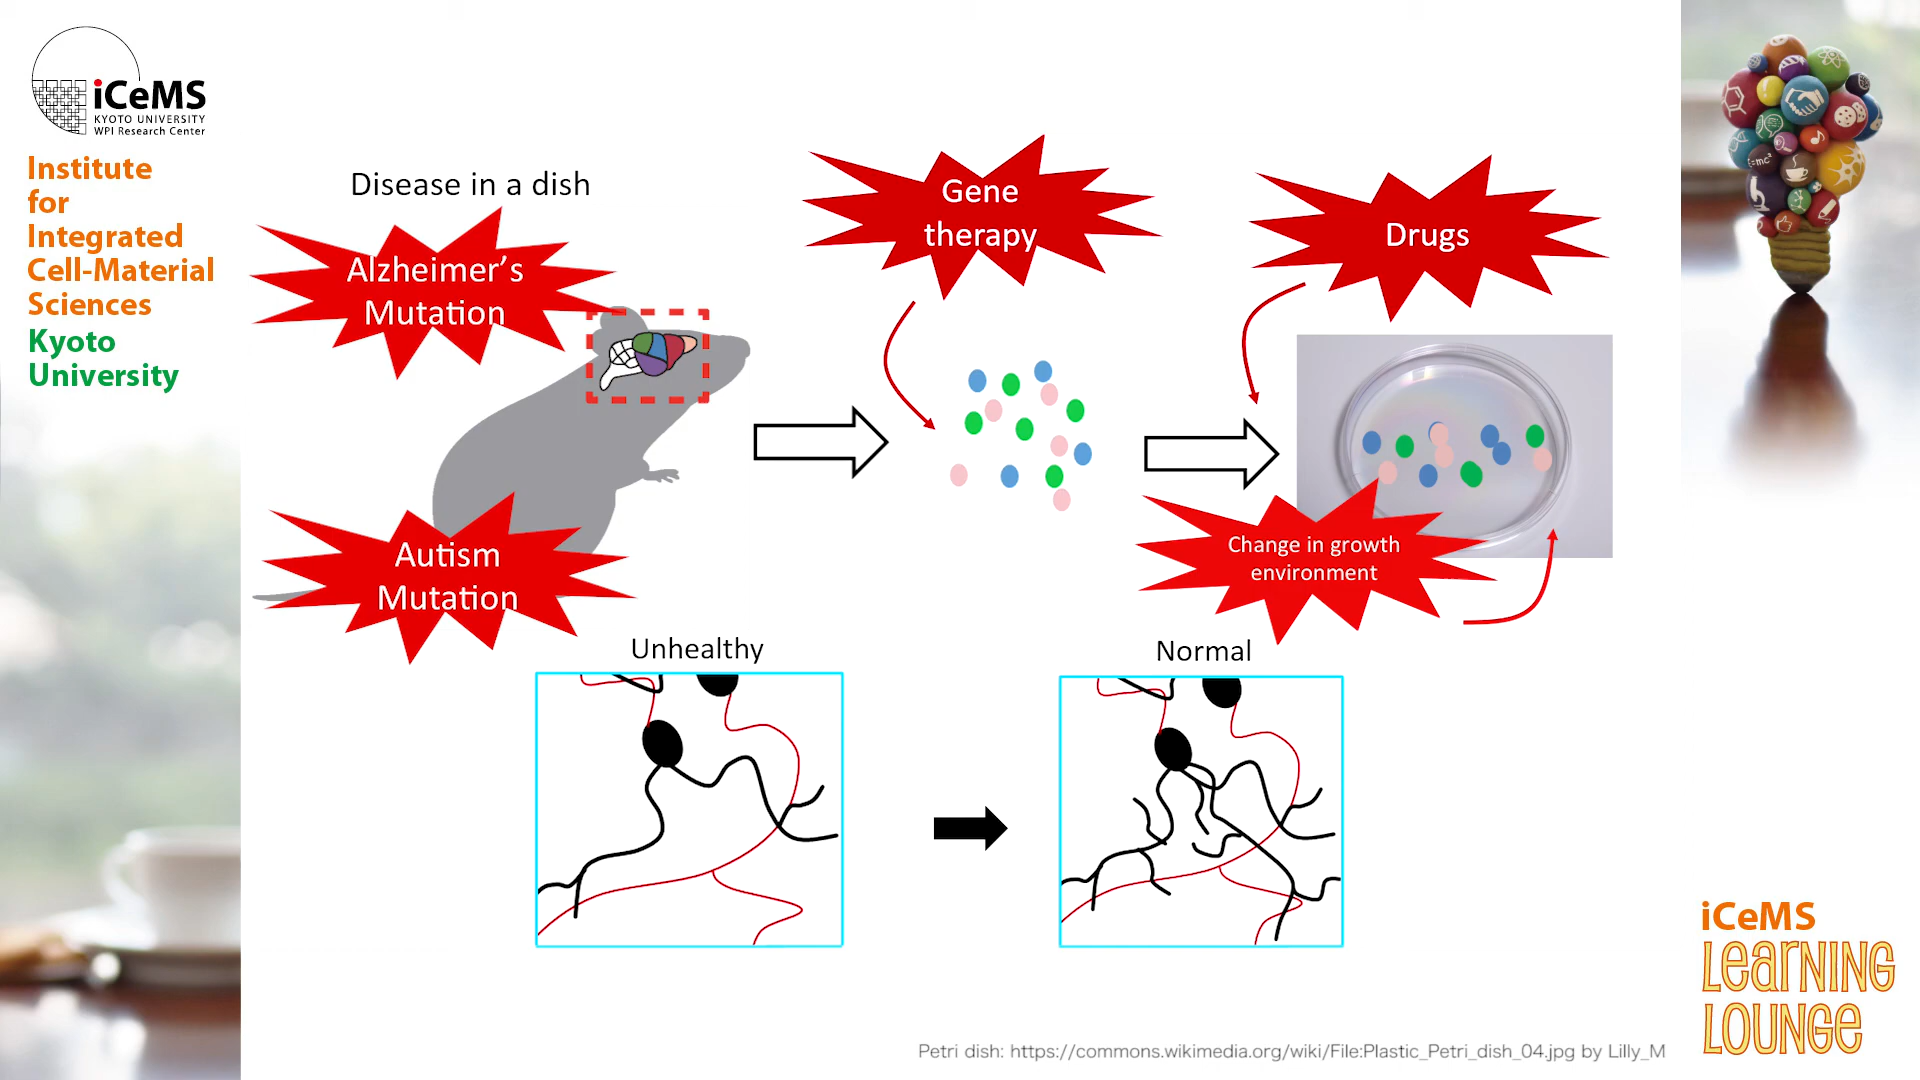 iCeMS
KYOTO UNIVERSITY
WPI Research Center
Institute
for
Integrated
Cell-Material
Sciences
Kyoto
University
Disease in a dish
Alzheimer's
Mutation
Autism
Mutation
Gene
therapy
Drugs
Change in growth
environment
Unhealthy
Normal
=mc²
iCeMS
LEARNING
LOUNGE
Petri dish: https://commons.wikimedia.org/wiki/File:Plastic_Petri_dish_04.jpg by Lilly_M